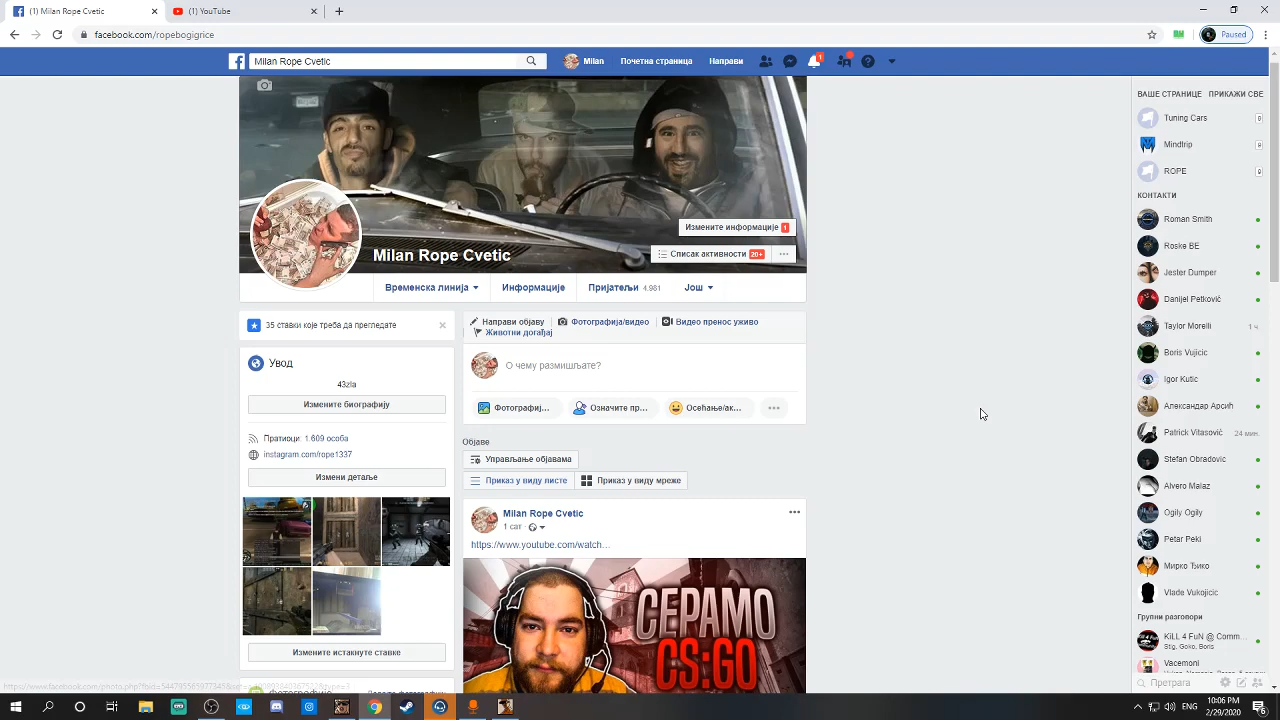 (1) Milan Rope Cvetic
YouTube
facebook.com/ropebogigrice
Paused
Milan Rope Cvetic
Milan
Почетна страница
Направи
1
Измените информације 1
Milan Rope Cvetic
Списак активности 20+
Временска линија
Информације
Пријатељи 4.981
Још
35 ставки које треба да прегледате
Увод
43zla
Измените биографију
Пратиоци: 1.609 особа
instagram.com/rope1337
Измени детаље
Измените истакнуте ставке
Направи објаву
Фотографија/видео
Видео пренос уживо
Животни догађај
О чему размишљате?
Фотографиј...
Означите пр...
Осећање/ак...
Објаве
Управљање објавама
Приказ у виду листе
Приказ у виду мреже
Milan Rope Cvetic
1 сат
https://www.youtube.com/watch...
СЕРАМО
CS:GO
ВАШЕ СТРАНИЦЕ
ПРИКАЖИ СВЕ
Tuning Cars
Mindtrip
ROPE
КОНТАКТИ
Roman Smith
Roshi BE
Jester Dumper
Danijel Petković
Taylor Morelli 1 ч.
Boris Vujicic
Igor Kutic
Александар Арсић
Patrick Vitasović 24 мин.
Stefan Obradovic
Alvero Malaz
Ogily Ogily
Petar Peki
Мирко Ђико
Vlade Vukojicic
Групни разговори
KiLL 4 FuN @ Comm...
Stig, Goko, Boris
Vacemoni
Претрага
10:06 PM
2/29/2020
6